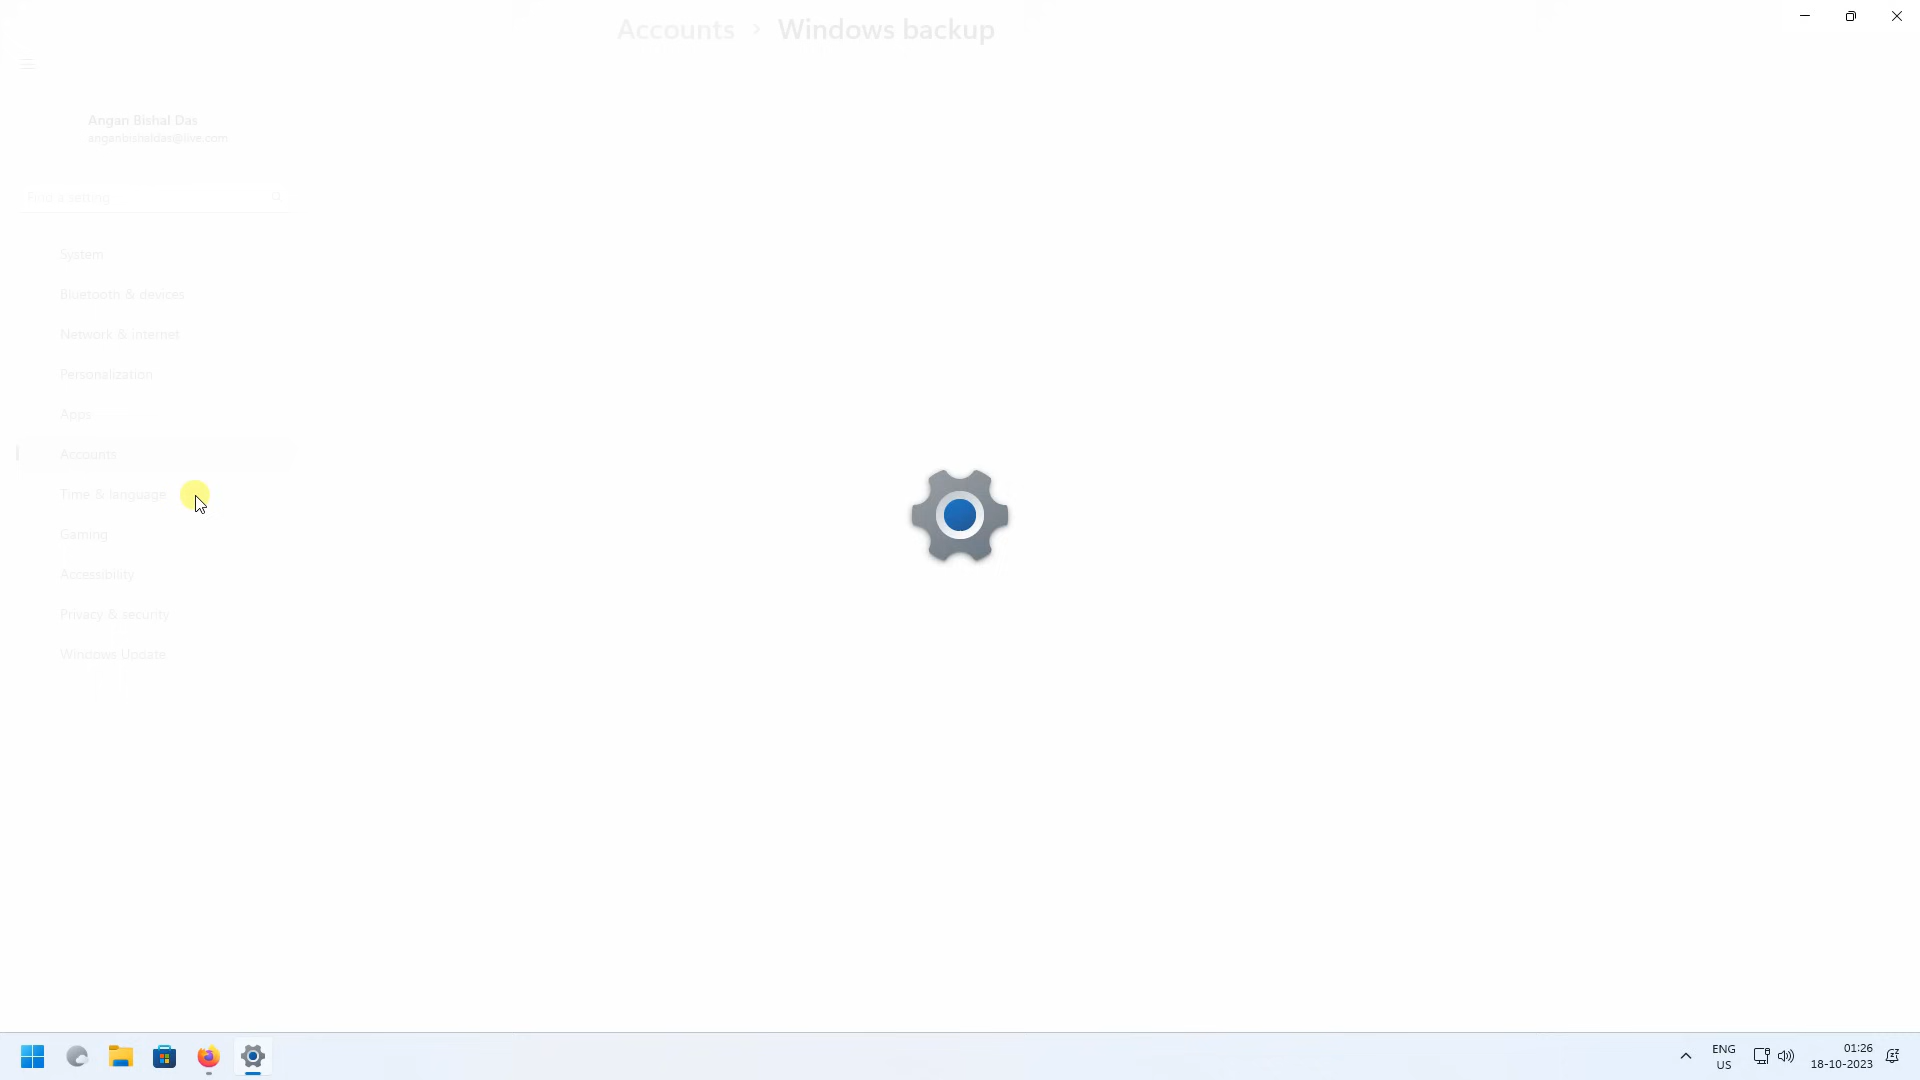 Accounts › Windows backup
Angan Bishal Das
anganbishaldas@live.com
Find a setting
System
Bluetooth & devices
Network & internet
Personalization
Apps
Accounts
Time & language
Gaming
Accessibility
Privacy & security
Windows Update
ENG
US
01:26
18-10-2023